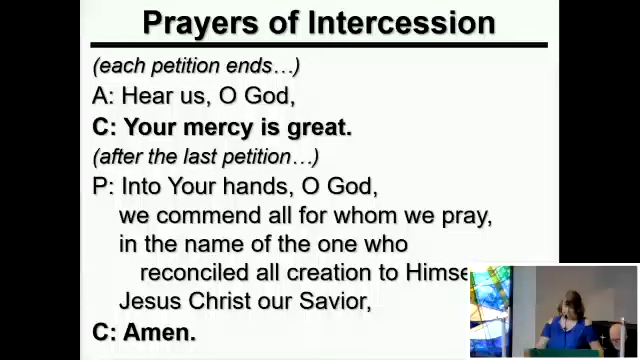 Prayers of Intercession
(each petition ends…)
A: Hear us, O God,
C: Your mercy is great.
(after the last petition…)
P: Into Your hands, O God,
we commend all for whom we pray,
in the name of the one who
reconciled all creation to Himse
Jesus Christ our Savior,
C: Amen.